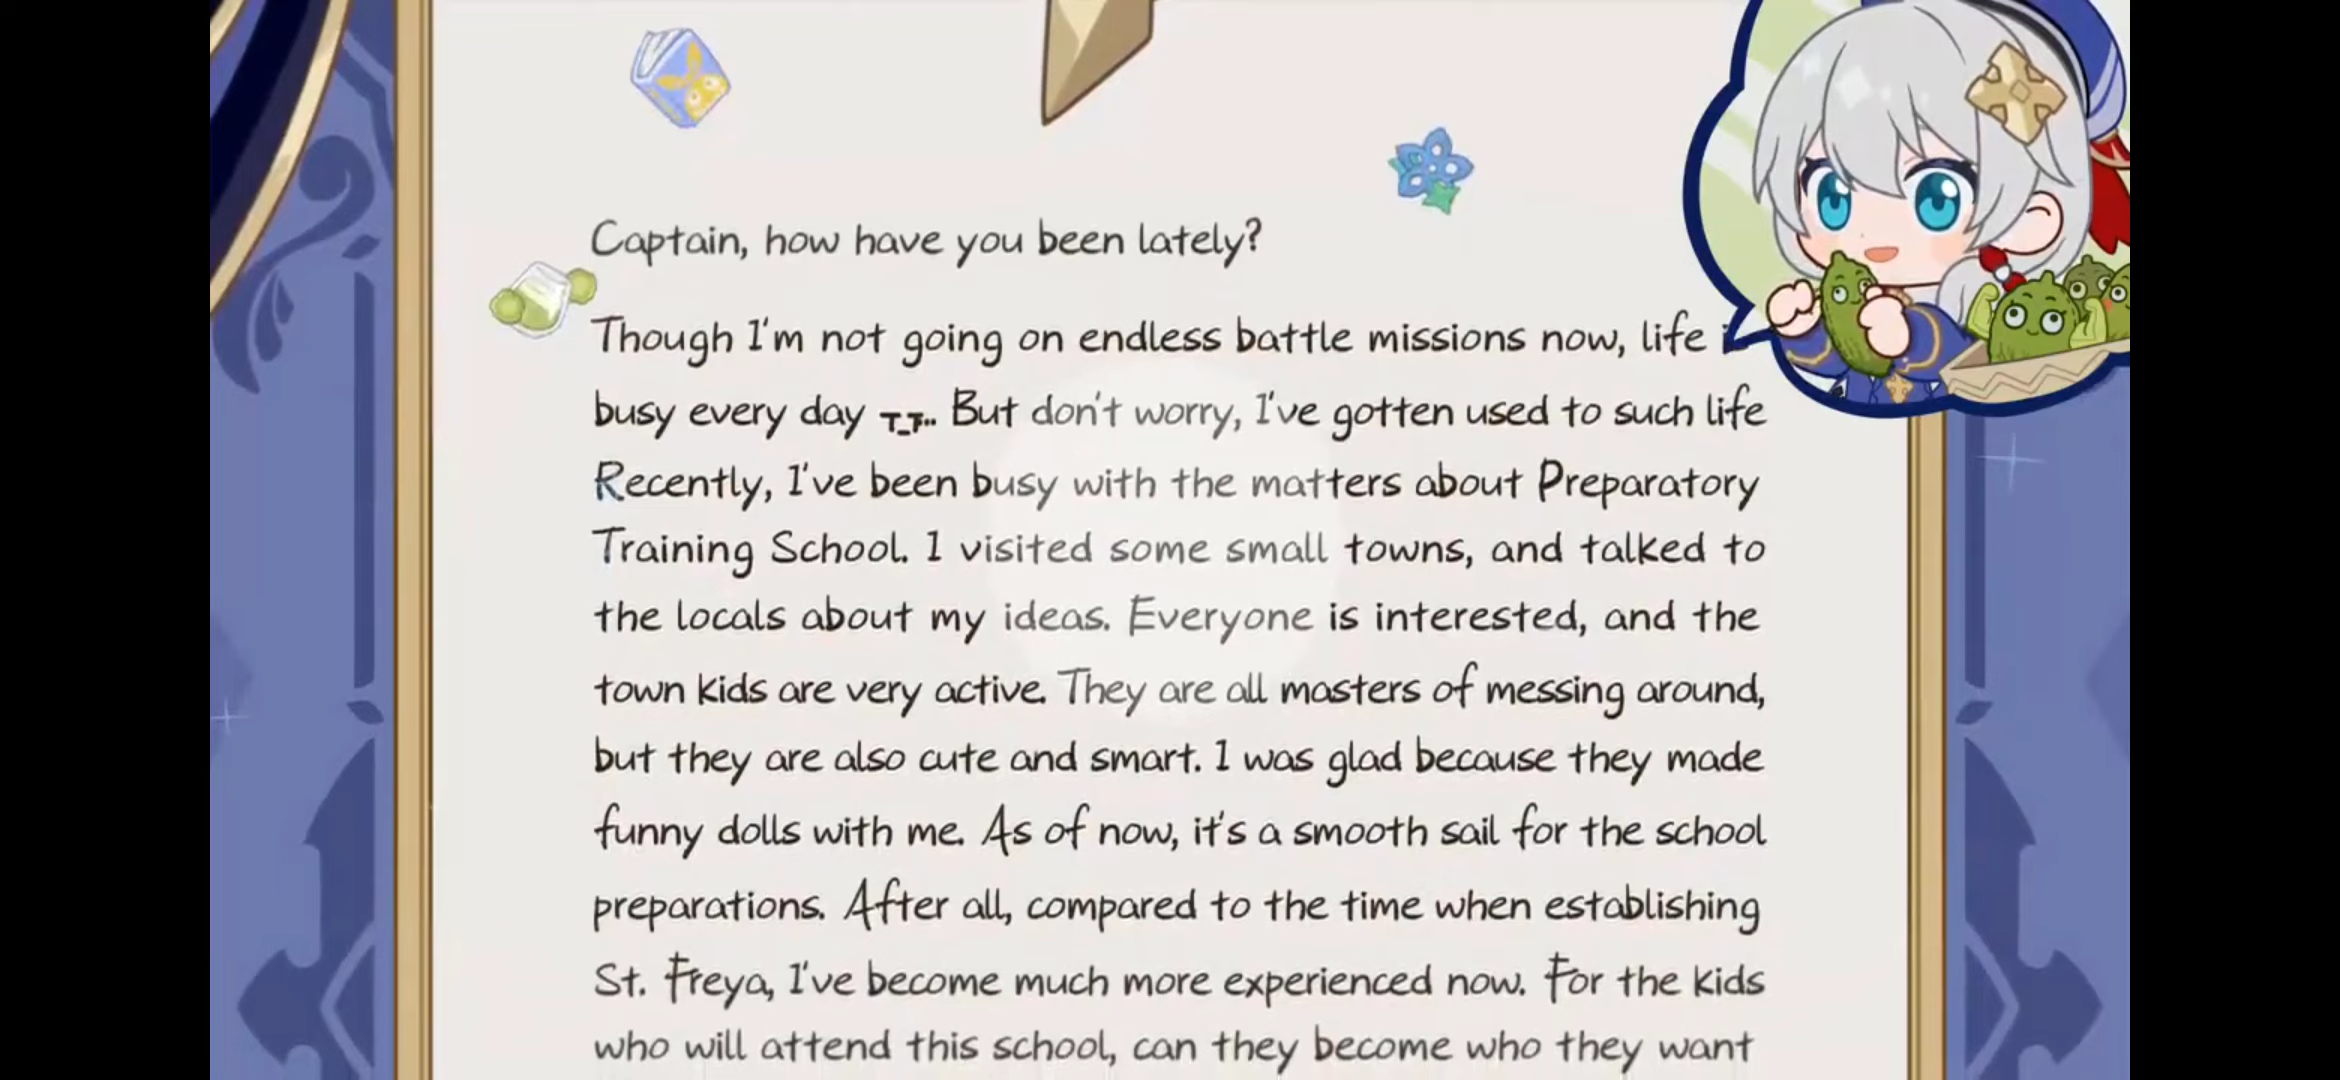 Captain, how have you been lately?
Though I'm not going on endless battle missions now, life
busy every day T_T.. But don't worry, I've gotten used to such life
Recently, I've been busy with the matters about Preparatory
Training School. I visited some small towns, and talked to
the locals about my ideas. Everyone is interested, and the
town kids are very active. They are all masters of messing around,
but they are also cute and smart. I was glad because they made
funny dolls with me. As of now, it's a smooth sail for the school
preparations. After all, compared to the time when establishing
St. Freya, I've become much more experienced now. For the kids
who will attend this school, can they become who they want